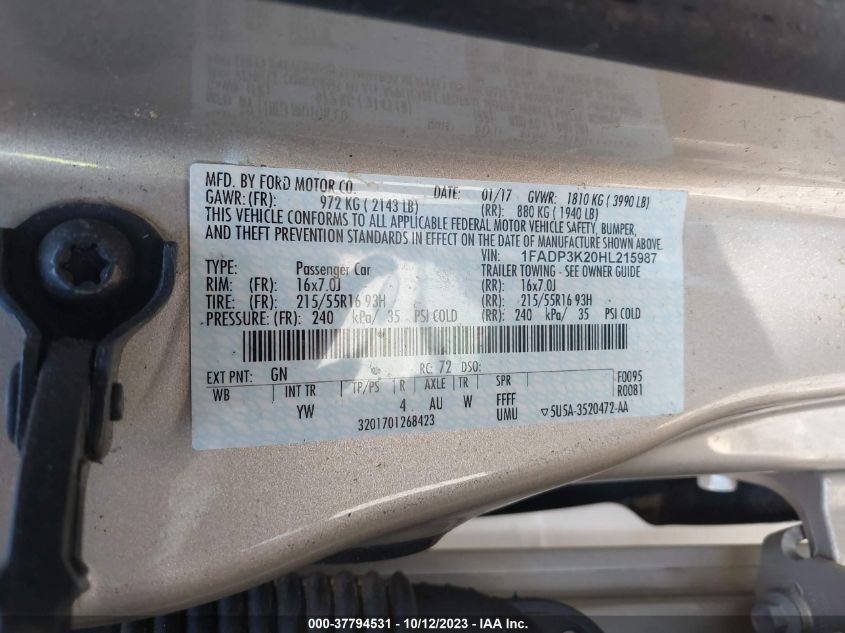 MFD. BY FORD MOTOR CO. DATE: 01/17 GVWR: 1810 KG ( 3990 LB)
GAWR: (FR): 972 KG ( 2143 LB) (RR): 880 KG ( 1940 LB)
THIS VEHICLE CONFORMS TO ALL APPLICABLE FEDERAL MOTOR VEHICLE SAFETY, BUMPER,
AND THEFT PREVENTION STANDARDS IN EFFECT ON THE DATE OF MANUFACTURE SHOWN ABOVE.
VIN: 1FADP3K20HL215987
TYPE: Passenger Car TRAILER TOWING - SEE OWNER GUIDE
RIM: (FR): 16x7.0J (RR): 16x7.0J
TIRE: (FR): 215/55R16 93H (RR): 215/55R16 93H
PRESSURE: (FR): 240 kPa/ 35 PSI COLD (RR): 240 kPa/ 35 PSI COLD
EXT PNT: GN RC: 72 DSO: F0095
WB INT TR TP/PS R AXLE TR SPR R0081
YW 4 AU W FFFF
UMU
3201701268423 ▽5U5A-3520472-AA
000-37794531 - 10/12/2023 - IAA Inc.